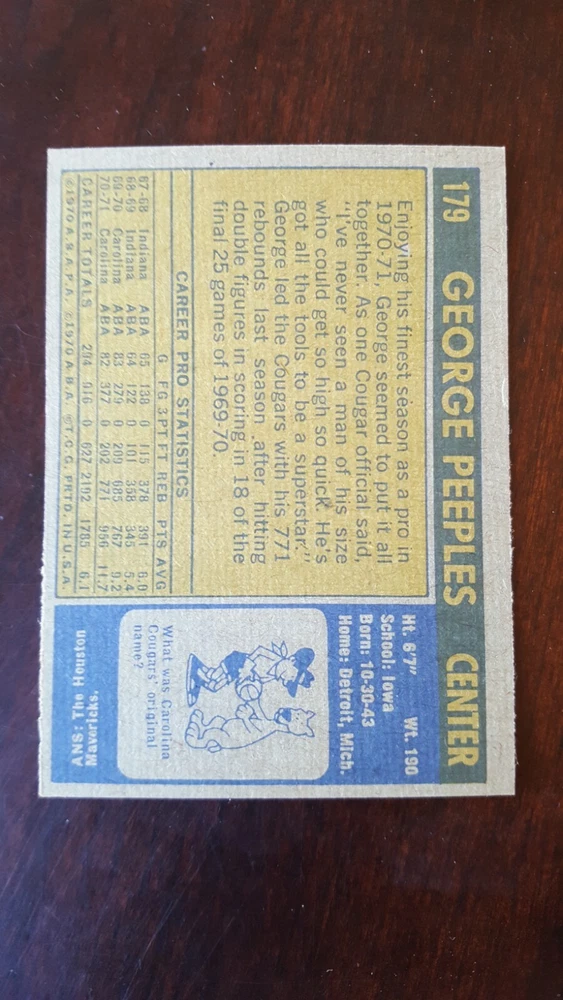 179 GEORGE PEEPLES CENTER
Enjoying his finest season as a pro in
1970-71, George seemed to put it all
together. As one Cougar official said,
"I've never seen a man of his size
who could get so high so quick. He's
got all the tools to be a superstar."
George led the Cougars with his 771
rebounds last season after hitting
double figures in scoring in 18 of the
final 25 games of 1969-70.
CAREER PRO STATISTICS
G FG 3PT FT REB PTS AVG
67-68 Indiana ABA 65 138 0 115 378 391 6.0
68-69 Indiana ABA 64 122 0 101 358 345 5.4
69-70 Carolina ABA 83 279 0 209 685 767 9.2
70-71 Carolina ABA 82 377 0 202 771 956 11.7
CAREER TOTALS 294 916 0 627 2192 1785 6.1
©1970 A.B.A.P.A. ©1970 A.B.A. ©T.C.G. PRTD. IN U.S.A.
Ht. 6'7" Wt. 190
School: Iowa
Born: 10-30-43
Home: Detroit, Mich.
What was Carolina
Cougars' original
name?
ANS: The Houston
Mavericks.